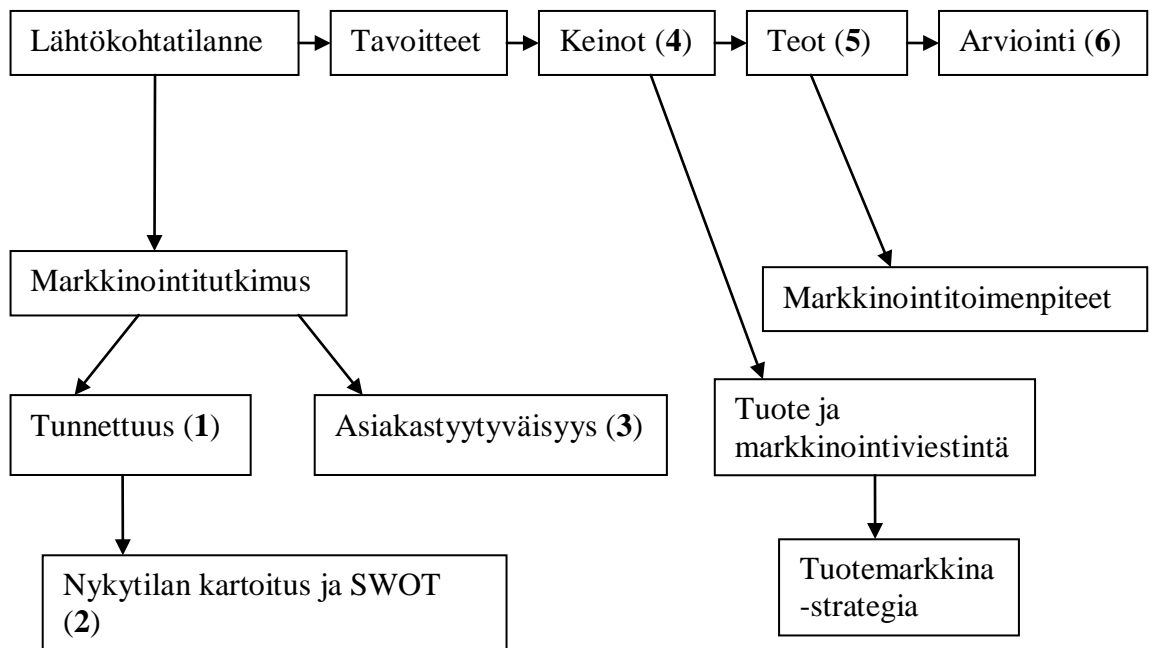 Lähtökohtatilanne
Tavoitteet
Keinot (4)
Teot (5)
Arviointi (6)
Markkinointitutkimus
Markkinointitoimenpiteet
Tunnettuus (1)
Asiakastyytyväisyys (3)
Tuote ja
markkinointiviestintä
Nykytilan kartoitus ja SWOT
(2)
Tuotemarkkina
-strategia